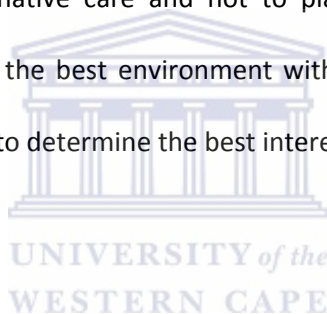 native care and not to
the best environment with
to determine the best intere
UNIVERSITY of the
WESTERN CAPE